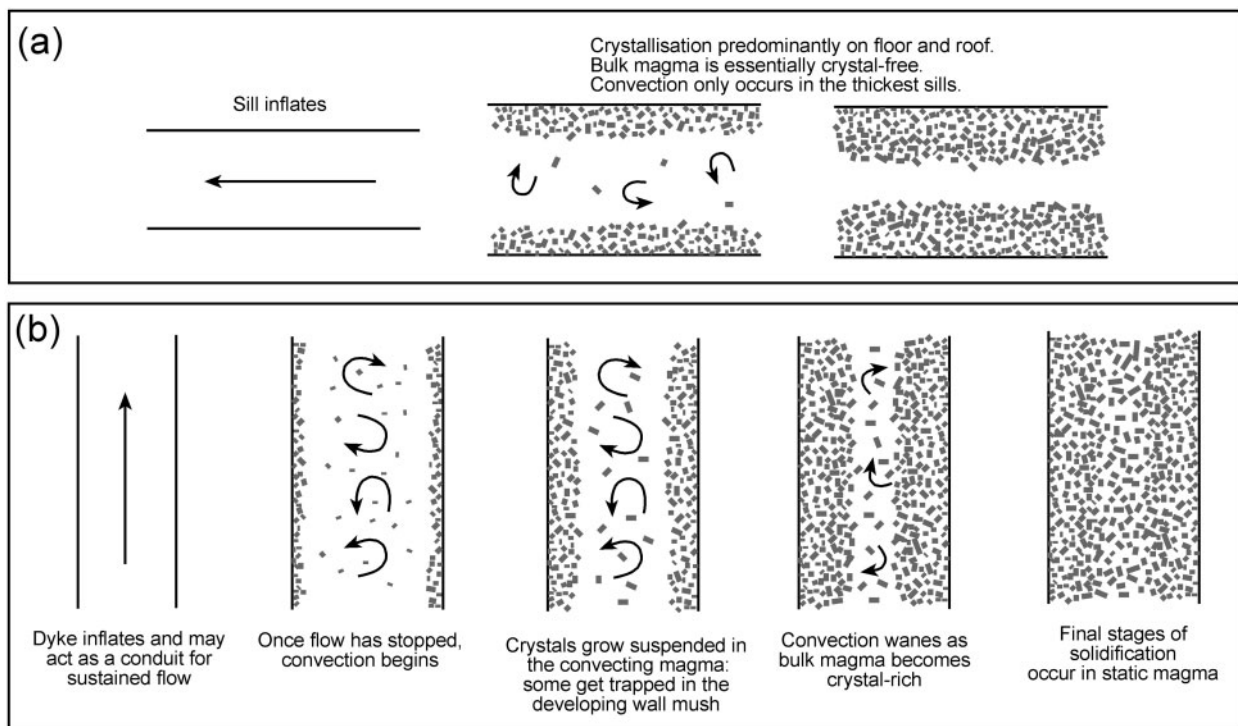 (a)
Crystallisation predominantly on floor and roof.
Bulk magma is essentially crystal-free.
Convection only occurs in the thickest sills.
Sill inflates
(b)
Dyke inflates and may
act as a conduit for
sustained flow
Once flow has stopped,
convection begins
Crystals grow suspended in
the convecting magma:
some get trapped in the
developing wall mush
Convection wanes as
bulk magma becomes
crystal-rich
Final stages of
solidification
occur in static magma